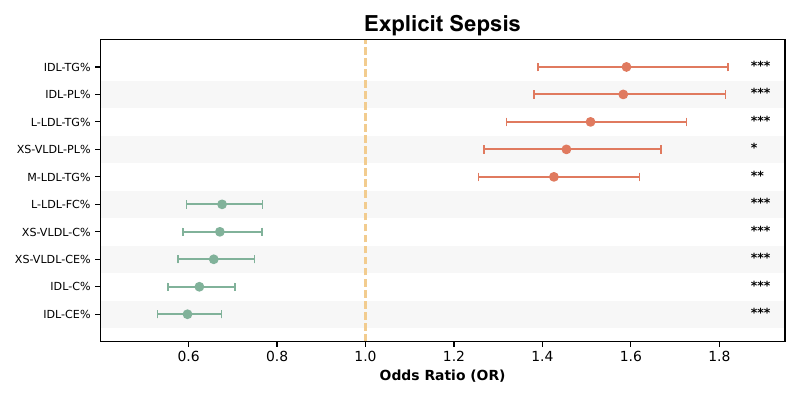 Explicit Sepsis
IDL-TG% ***
IDL-PL% ***
L-LDL-TG% ***
XS-VLDL-PL% *
M-LDL-TG% **
L-LDL-FC% ***
XS-VLDL-C% ***
XS-VLDL-CE% ***
IDL-C% ***
IDL-CE% ***
0.6 0.8 1.0 1.2 1.4 1.6 1.8
Odds Ratio (OR)